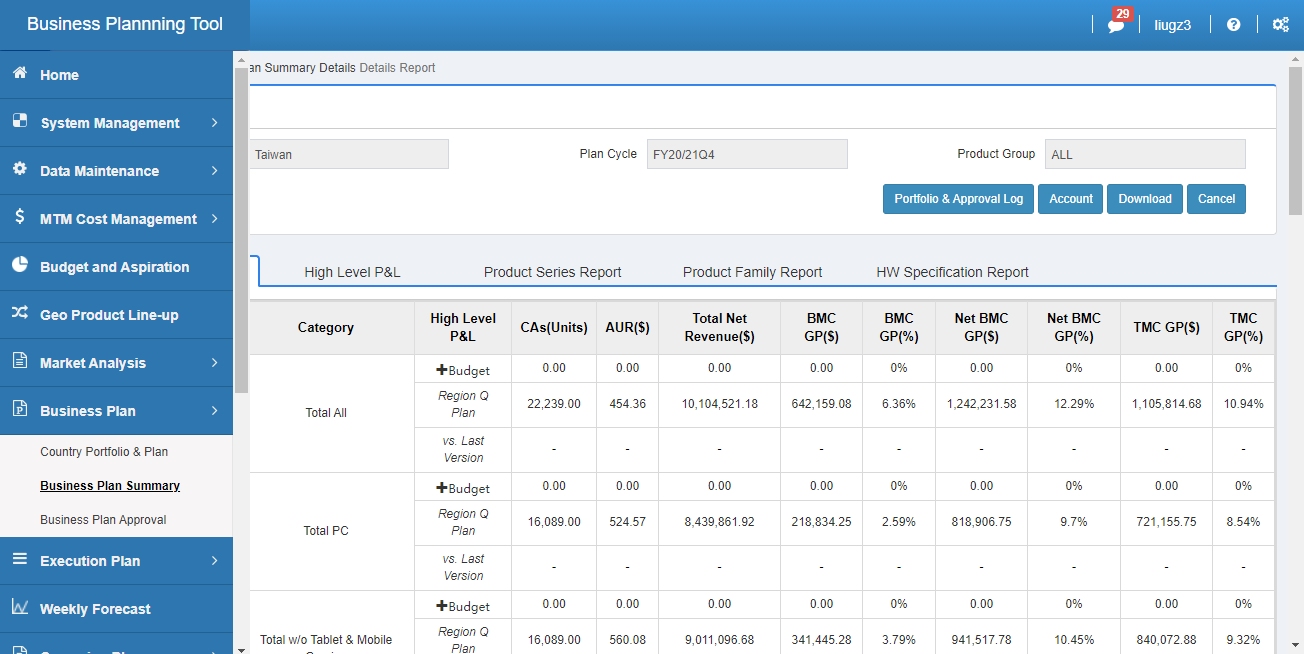 Business Plannning Tool
29
liugz3
Home
System Management
Data Maintenance
MTM Cost Management
Budget and Aspiration
Geo Product Line-up
Market Analysis
Business Plan
Country Portfolio & Plan
Business Plan Summary
Business Plan Approval
Execution Plan
Weekly Forecast
an Summary Details Details Report
Taiwan
Plan Cycle FY20/21Q4
Product Group ALL
Portfolio & Approval Log Account Download Cancel
High Level P&L Product Series Report Product Family Report HW Specification Report
Category High Level P&L CAs(Units) AUR($) Total Net Revenue($) BMC GP($) BMC GP(%) Net BMC GP($) Net BMC GP(%) TMC GP($) TMC GP(%)
Total All
Budget 0.00 0.00 0.00 0.00 0% 0.00 0% 0.00 0%
Region Q Plan 22,239.00 454.36 10,104,521.18 642,159.08 6.36% 1,242,231.58 12.29% 1,105,814.68 10.94%
vs. Last Version - - - - - - - - -
Total PC
Budget 0.00 0.00 0.00 0.00 0% 0.00 0% 0.00 0%
Region Q Plan 16,089.00 524.57 8,439,861.92 218,834.25 2.59% 818,906.75 9.7% 721,155.75 8.54%
vs. Last Version - - - - - - - - -
Total w/o Tablet & Mobile
Budget 0.00 0.00 0.00 0.00 0% 0.00 0% 0.00 0%
Region Q Plan 16,089.00 560.08 9,011,096.68 341,445.28 3.79% 941,517.78 10.45% 840,072.88 9.32%